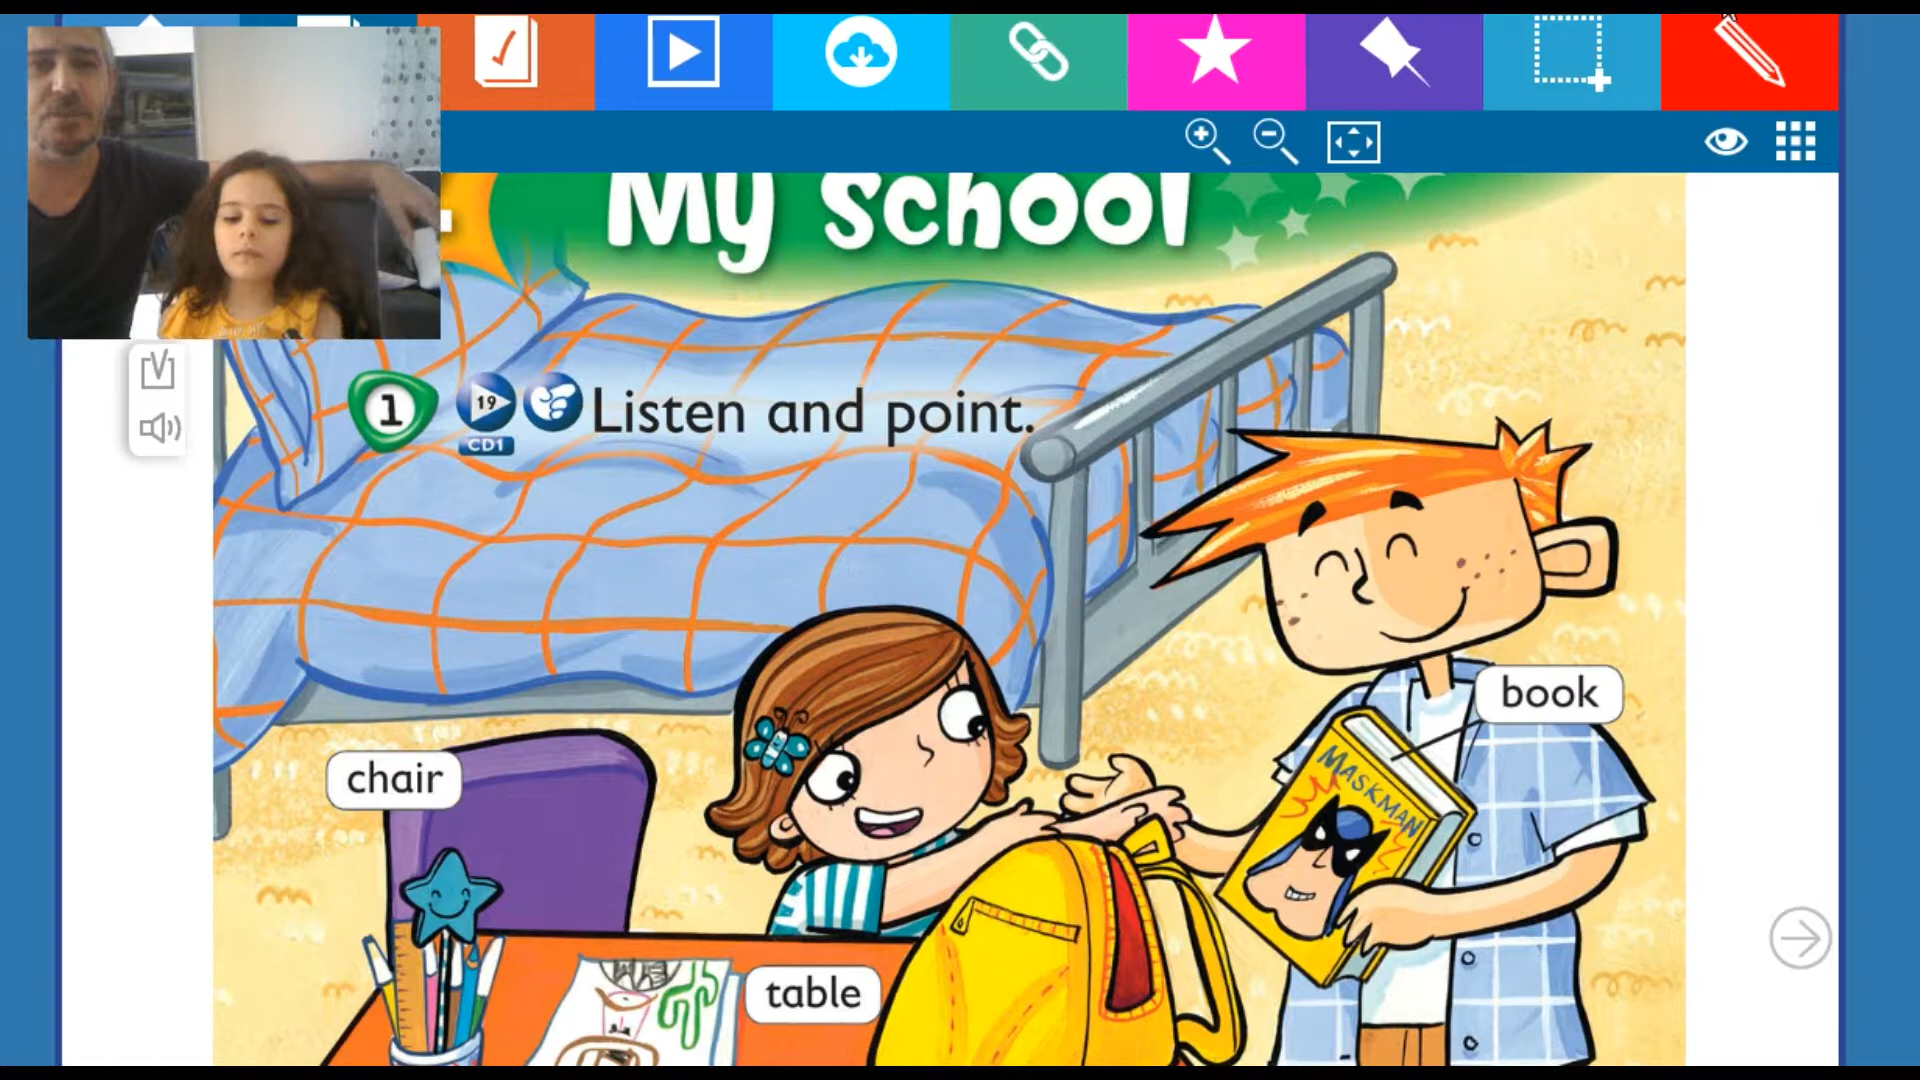 My school
1
19
CD1
Listen and point.
book
chair
MASKMAN
table